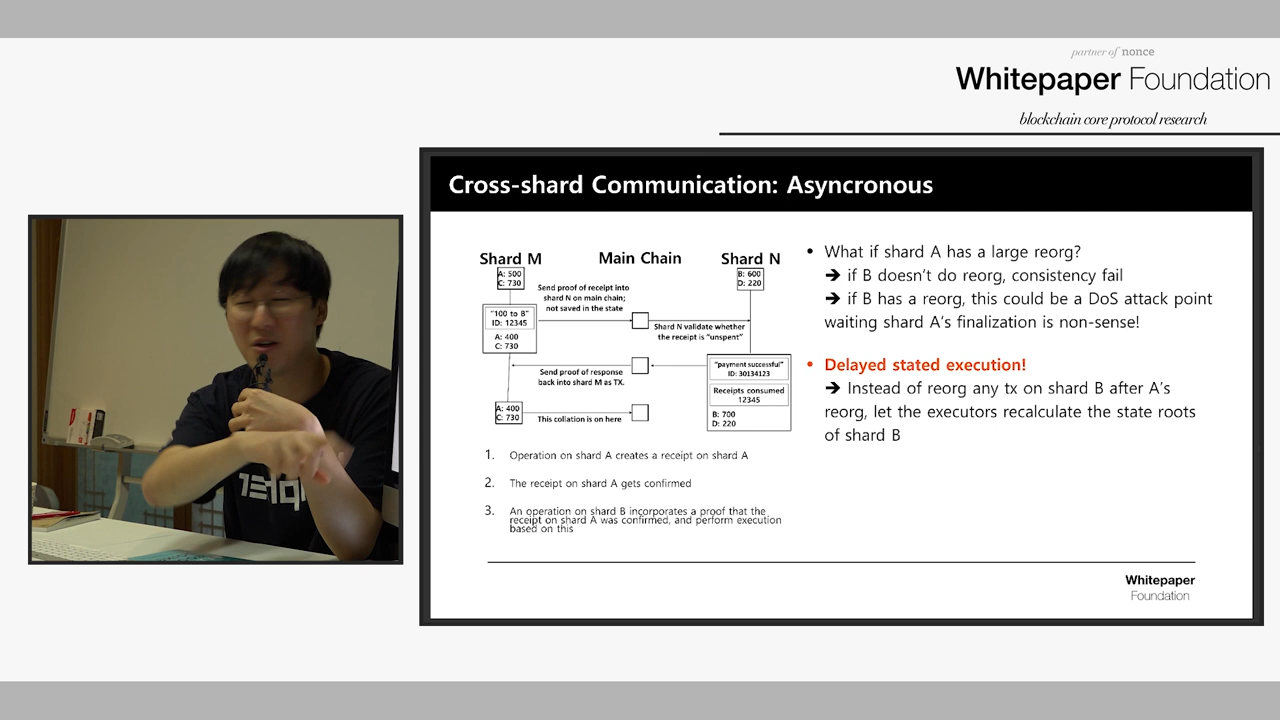 partner of nonce
Whitepaper Foundation
blockchain core protocol research
Cross-shard Communication: Asyncronous
Shard M
Main Chain
Shard N
A: 500
C: 730
B: 600
D: 220
Send proof of receipt into
shard N on main chain;
not saved in the state
"100 to B"
ID: 12345
A: 400
C: 730
Shard N validate whether
the receipt is "unspent"
"payment successful"
ID: 30134123
Receipts consumed
12345
B: 700
D: 220
Send proof of response
back into shard M as TX.
A: 400
C: 730
This collation is on here
1. Operation on shard A creates a receipt on shard A
2. The receipt on shard A gets confirmed
3. An operation on shard B incorporates a proof that the
receipt on shard A was confirmed, and perform execution
based on this
• What if shard A has a large reorg?
➔ if B doesn't do reorg, consistency fail
➔ if B has a reorg, this could be a DoS attack point
waiting shard A's finalization is non-sense!
• Delayed stated execution!
➔ Instead of reorg any tx on shard B after A's
reorg, let the executors recalculate the state roots
of shard B
Whitepaper
Foundation